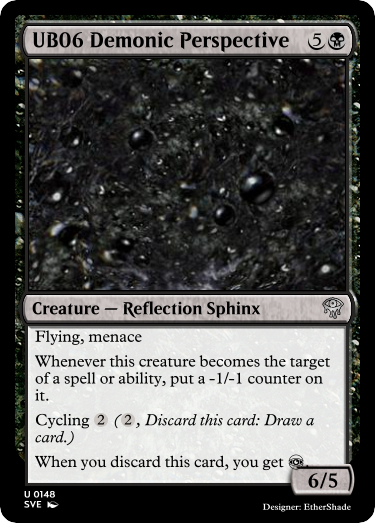 UB06 Demonic Perspective 5
Creature — Reflection Sphinx
Flying, menace
Whenever this creature becomes the target
of a spell or ability, put a -1/-1 counter on
it.
Cycling 2 (2, Discard this card: Draw a
card.)
When you discard this card, you get
6/5
U 0148
SVE
Designer: EtherShade